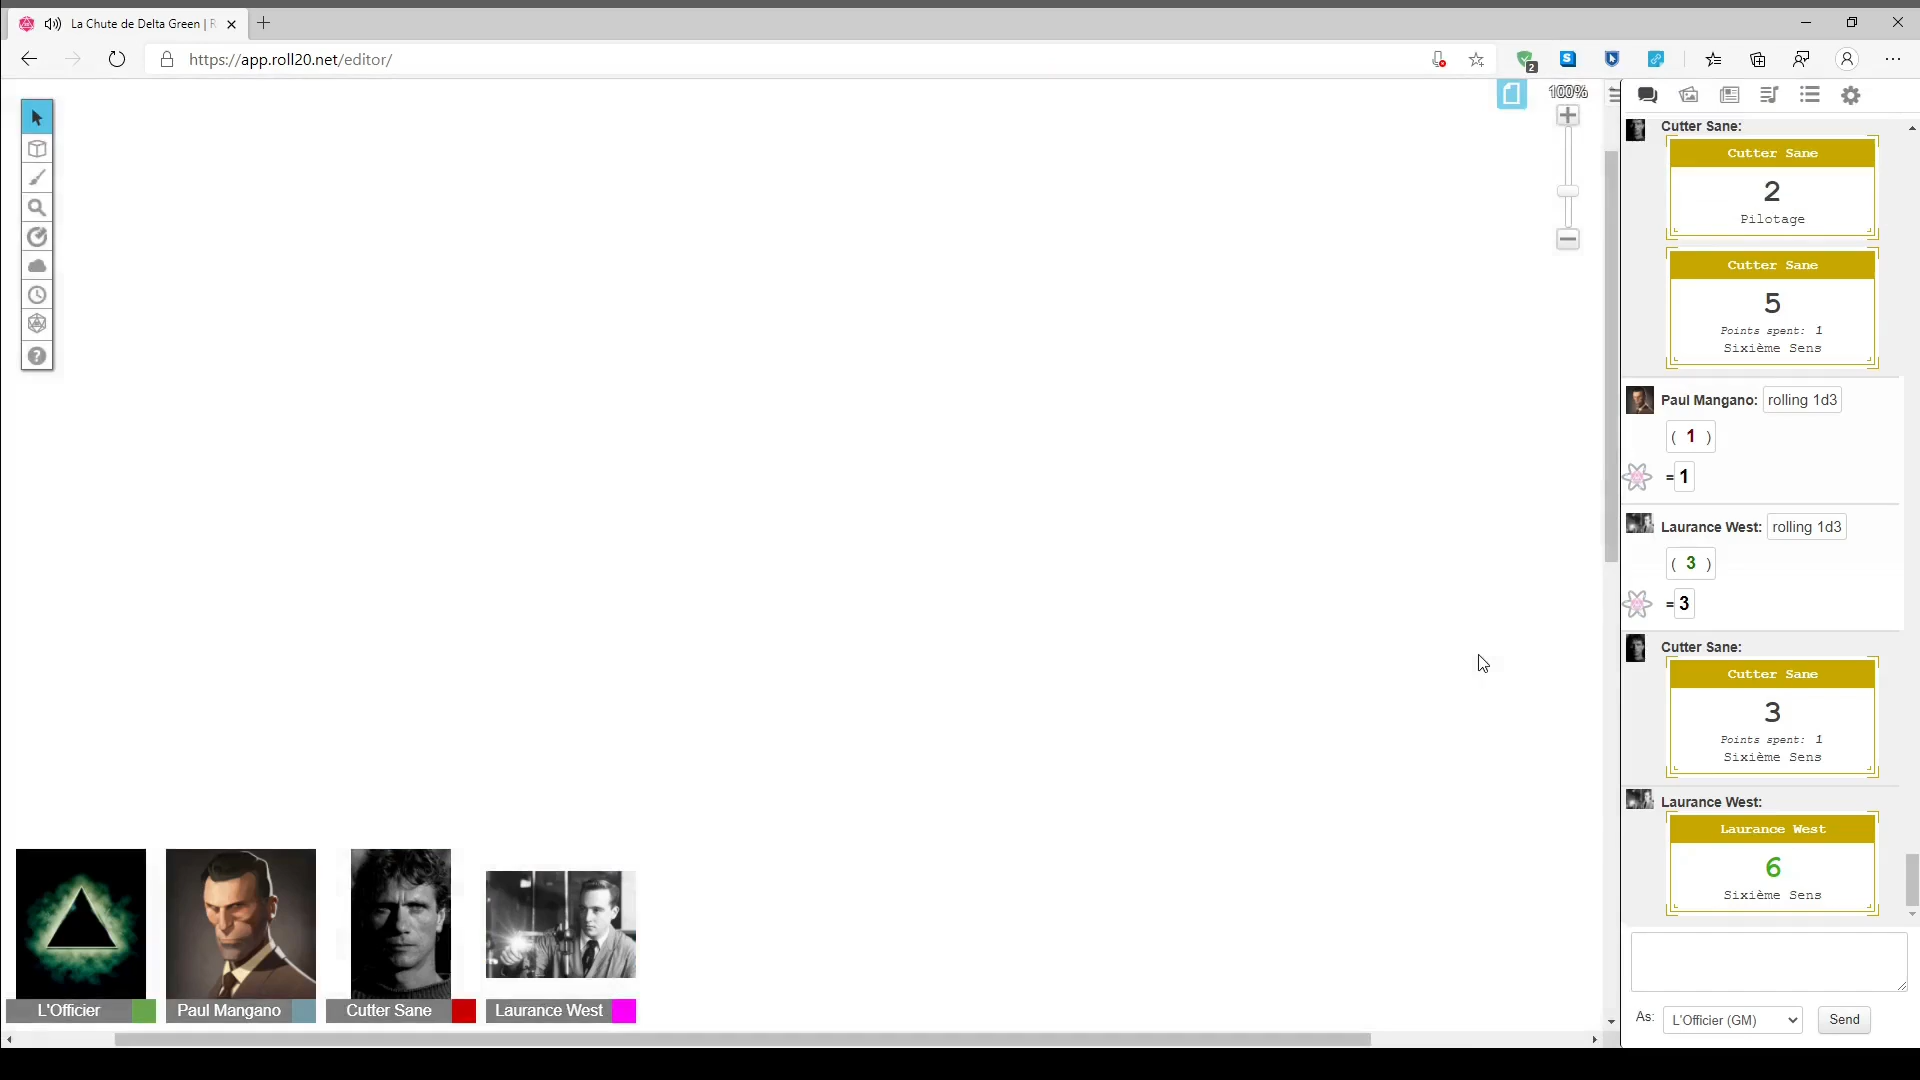 La Chute de Delta Green | R
https://app.roll20.net/editor/
2
100%
Cutter Sane:
Cutter Sane
2
Pilotage
Cutter Sane
5
Points spent: 1
Sixième Sens
Paul Mangano: rolling 1d3
( 1 )
=1
Laurance West: rolling 1d3
( 3 )
=3
Cutter Sane:
Cutter Sane
3
Points spent: 1
Sixième Sens
Laurance West:
Laurance West
6
Sixième Sens
L'Officier
Paul Mangano
Cutter Sane
Laurance West
As: L'Officier (GM) Send